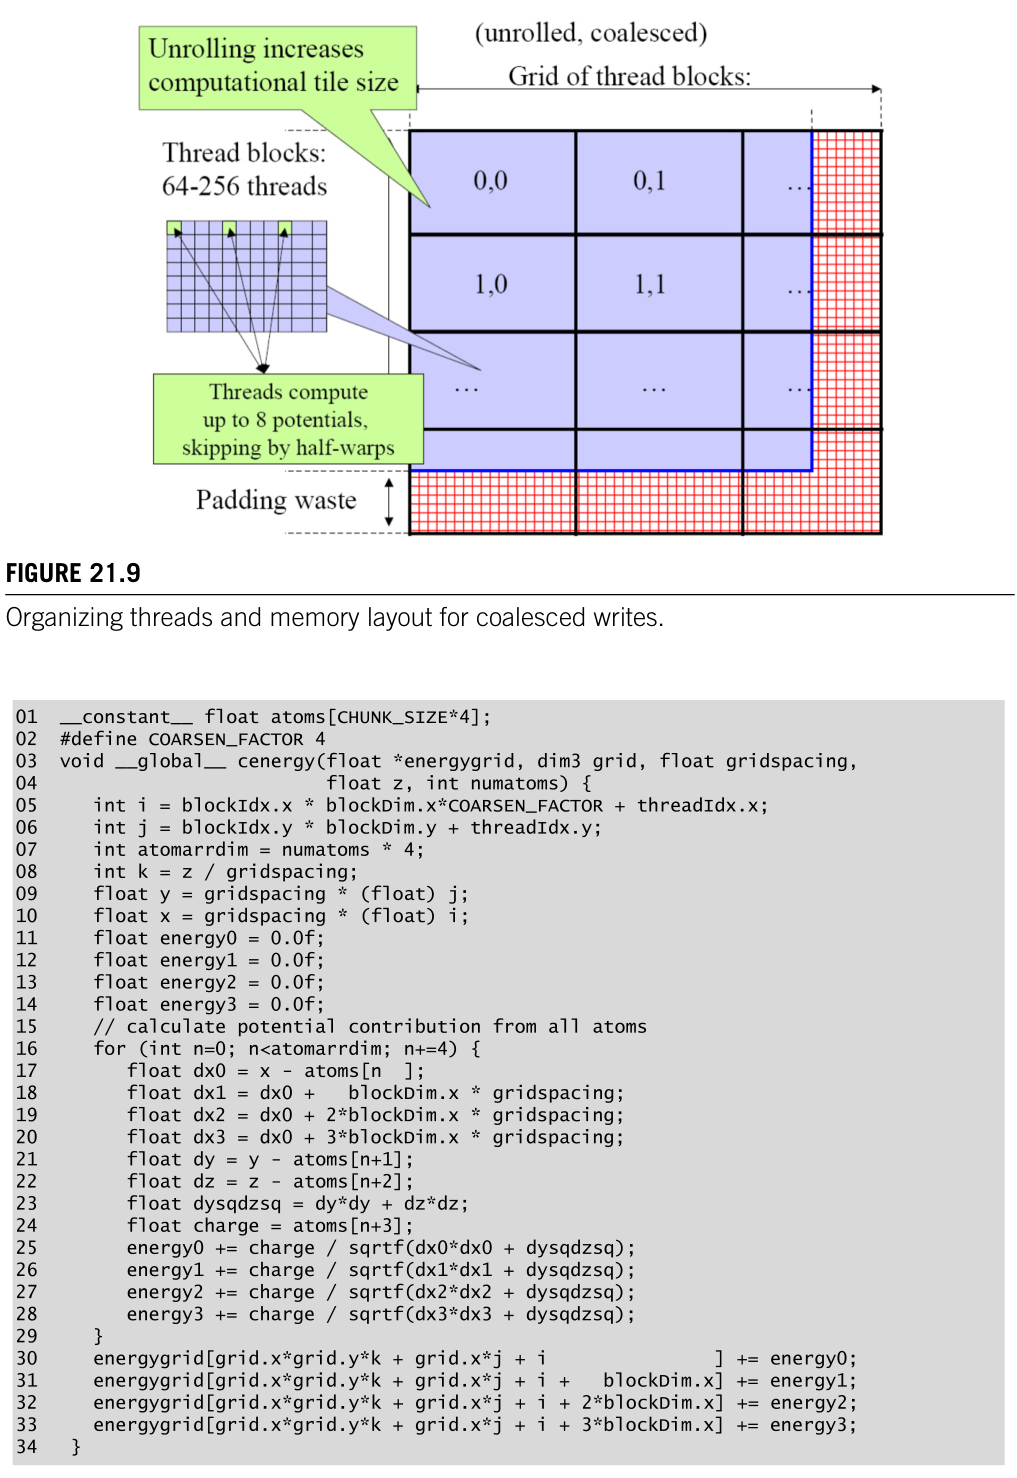 (unrolled, coalesced)
Grid of thread blocks:
Unrolling increases
computational tile size
Thread blocks:
64-256 threads
0,0
0,1
...
1,0
1,1
...
...
...
...
Threads compute
up to 8 potentials,
skipping by half-warps
Padding waste
FIGURE 21.9
Organizing threads and memory layout for coalesced writes.
01 __constant__ float atoms[CHUNK_SIZE*4];
02 #define COARSEN_FACTOR 4
03 void __global__ cenergy(float *energygrid, dim3 grid, float gridspacing,
04 float z, int numatoms) {
05 int i = blockIdx.x * blockDim.x*COARSEN_FACTOR + threadIdx.x;
06 int j = blockIdx.y * blockDim.y + threadIdx.y;
07 int atomarrdim = numatoms * 4;
08 int k = z / gridspacing;
09 float y = gridspacing * (float) j;
10 float x = gridspacing * (float) i;
11 float energy0 = 0.0f;
12 float energy1 = 0.0f;
13 float energy2 = 0.0f;
14 float energy3 = 0.0f;
15 // calculate potential contribution from all atoms
16 for (int n=0; n<atomarrdim; n+=4) {
17 float dx0 = x - atoms[n  ];
18 float dx1 = dx0 +   blockDim.x * gridspacing;
19 float dx2 = dx0 + 2*blockDim.x * gridspacing;
20 float dx3 = dx0 + 3*blockDim.x * gridspacing;
21 float dy = y - atoms[n+1];
22 float dz = z - atoms[n+2];
23 float dysqdzsq = dy*dy + dz*dz;
24 float charge = atoms[n+3];
25 energy0 += charge / sqrtf(dx0*dx0 + dysqdzsq);
26 energy1 += charge / sqrtf(dx1*dx1 + dysqdzsq);
27 energy2 += charge / sqrtf(dx2*dx2 + dysqdzsq);
28 energy3 += charge / sqrtf(dx3*dx3 + dysqdzsq);
29 }
30 energygrid[grid.x*grid.y*k + grid.x*j + i               ] += energy0;
31 energygrid[grid.x*grid.y*k + grid.x*j + i +   blockDim.x] += energy1;
32 energygrid[grid.x*grid.y*k + grid.x*j + i + 2*blockDim.x] += energy2;
33 energygrid[grid.x*grid.y*k + grid.x*j + i + 3*blockDim.x] += energy3;
34 }